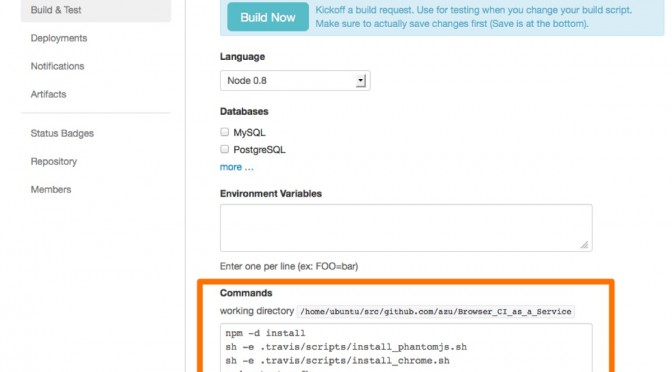 Build & Test
Deployments
Notifications
Artifacts
Status Badges
Repository
Members
Build Now
Kickoff a build request. Use for testing when you change your build script.
Make sure to actually save changes first (Save is at the bottom).
Language
Node 0.8
Databases
MySQL
PostgreSQL
more ...
Environment Variables
Enter one per line (ex: FOO=bar)
Commands
working directory /home/ubuntu/src/github.com/azu/Browser_CI_as_a_Service
npm -d install
sh -e .travis/scripts/install_phantomjs.sh
sh -e .travis/scripts/install_chrome.sh